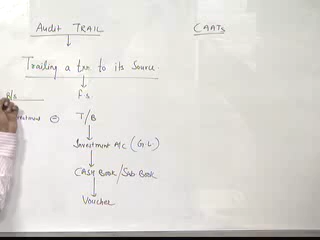 Audit TRAIL
CAATs
Trailing a txn to its Source
B/S
F.S
⊖ T/B
Investment A/C (G.L)
CASH Book / Sub Book
Voucher